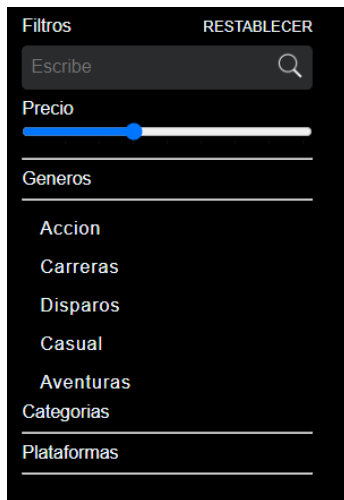 Filtros RESTABLECER
Escribe
Precio
Generos
Accion
Carreras
Disparos
Casual
Aventuras
Categorias
Plataformas